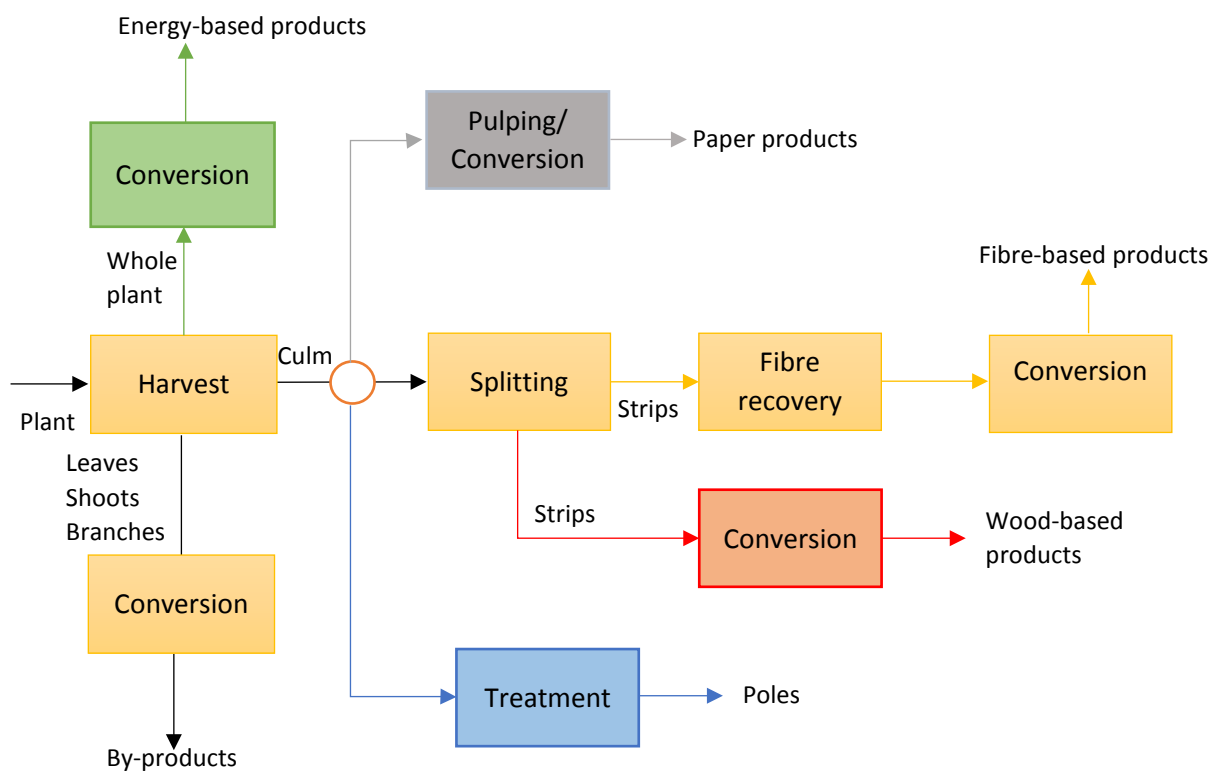 Energy-based products
Conversion
Whole
plant
Pulping/
Conversion
Paper products
Fibre-based products
Plant
Harvest
Culm
Splitting
Strips
Fibre
recovery
Conversion
Leaves
Shoots
Branches
Strips
Conversion
Wood-based
products
Conversion
By-products
Treatment
Poles